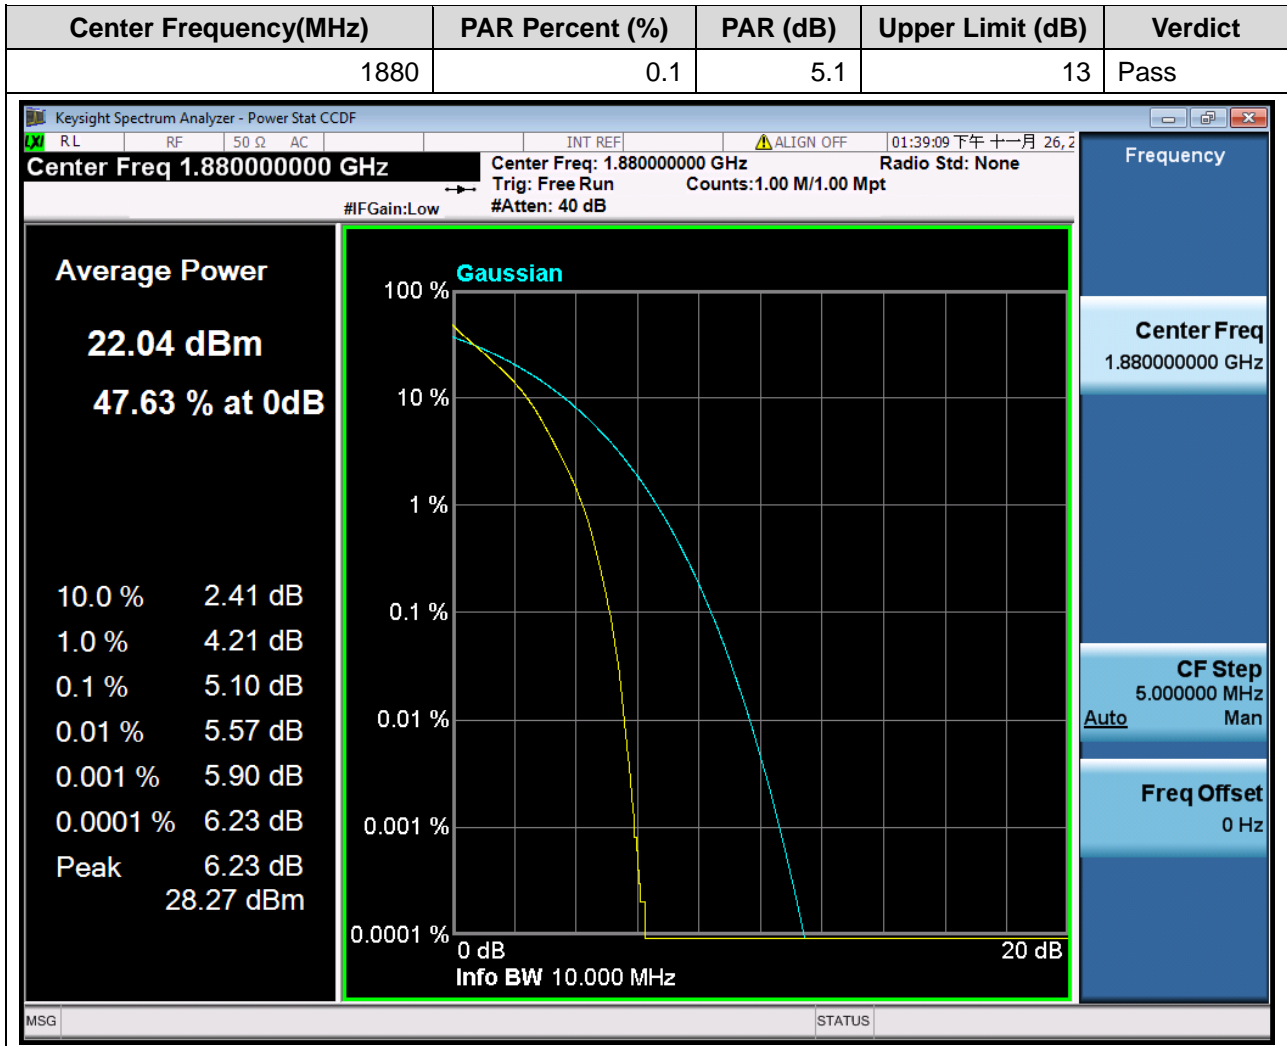 Center Frequency(MHz) PAR Percent (%) PAR (dB) Upper Limit (dB) Verdict
1880 0.1 5.1 13 Pass
Keysight Spectrum Analyzer - Power Stat CCDF
LXI RL RF 50 Ω AC INT REF ALIGN OFF 01:39:09 下午 十一月 26, 2
Center Freq 1.880000000 GHz
Center Freq: 1.880000000 GHz Radio Std: None
Trig: Free Run Counts:1.00 M/1.00 Mpt
#IFGain:Low #Atten: 40 dB
Average Power
22.04 dBm
47.63 % at 0dB
10.0 % 2.41 dB
1.0 % 4.21 dB
0.1 % 5.10 dB
0.01 % 5.57 dB
0.001 % 5.90 dB
0.0001 % 6.23 dB
Peak 6.23 dB
28.27 dBm
Gaussian
100 %
10 %
1 %
0.1 %
0.01 %
0.001 %
0.0001 %
0 dB 20 dB
Info BW 10.000 MHz
Frequency
Center Freq
1.880000000 GHz
CF Step
5.000000 MHz
Auto Man
Freq Offset
0 Hz
MSG STATUS